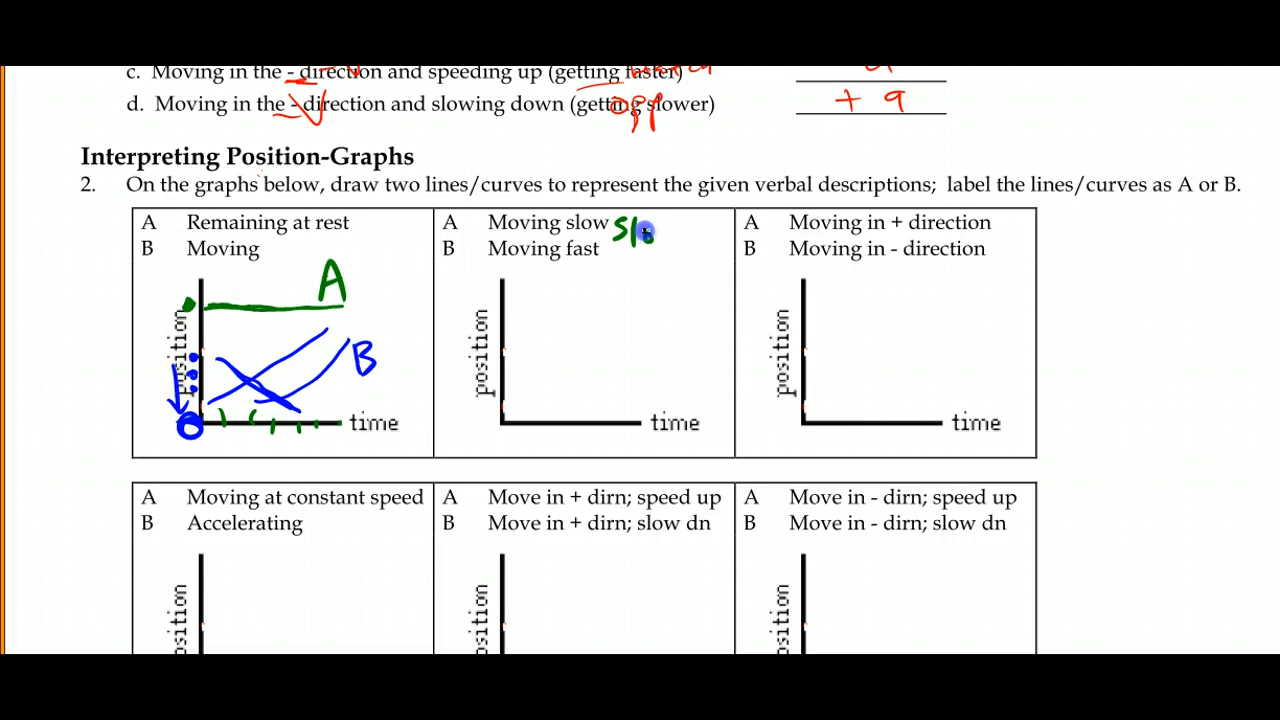 c. Moving in the - direction and speeding up (getting faster)
d. Moving in the - direction and slowing down (getting slower)
opp
+ a
Interpreting Position-Graphs
2. On the graphs below, draw two lines/curves to represent the given verbal descriptions; label the lines/curves as A or B.
A Remaining at rest
B Moving
A
B
position
time
A Moving slow
B Moving fast
position
time
A Moving in + direction
B Moving in - direction
position
time
A Moving at constant speed
B Accelerating
osition
A Move in + dirn; speed up
B Move in + dirn; slow dn
osition
A Move in - dirn; speed up
B Move in - dirn; slow dn
osition